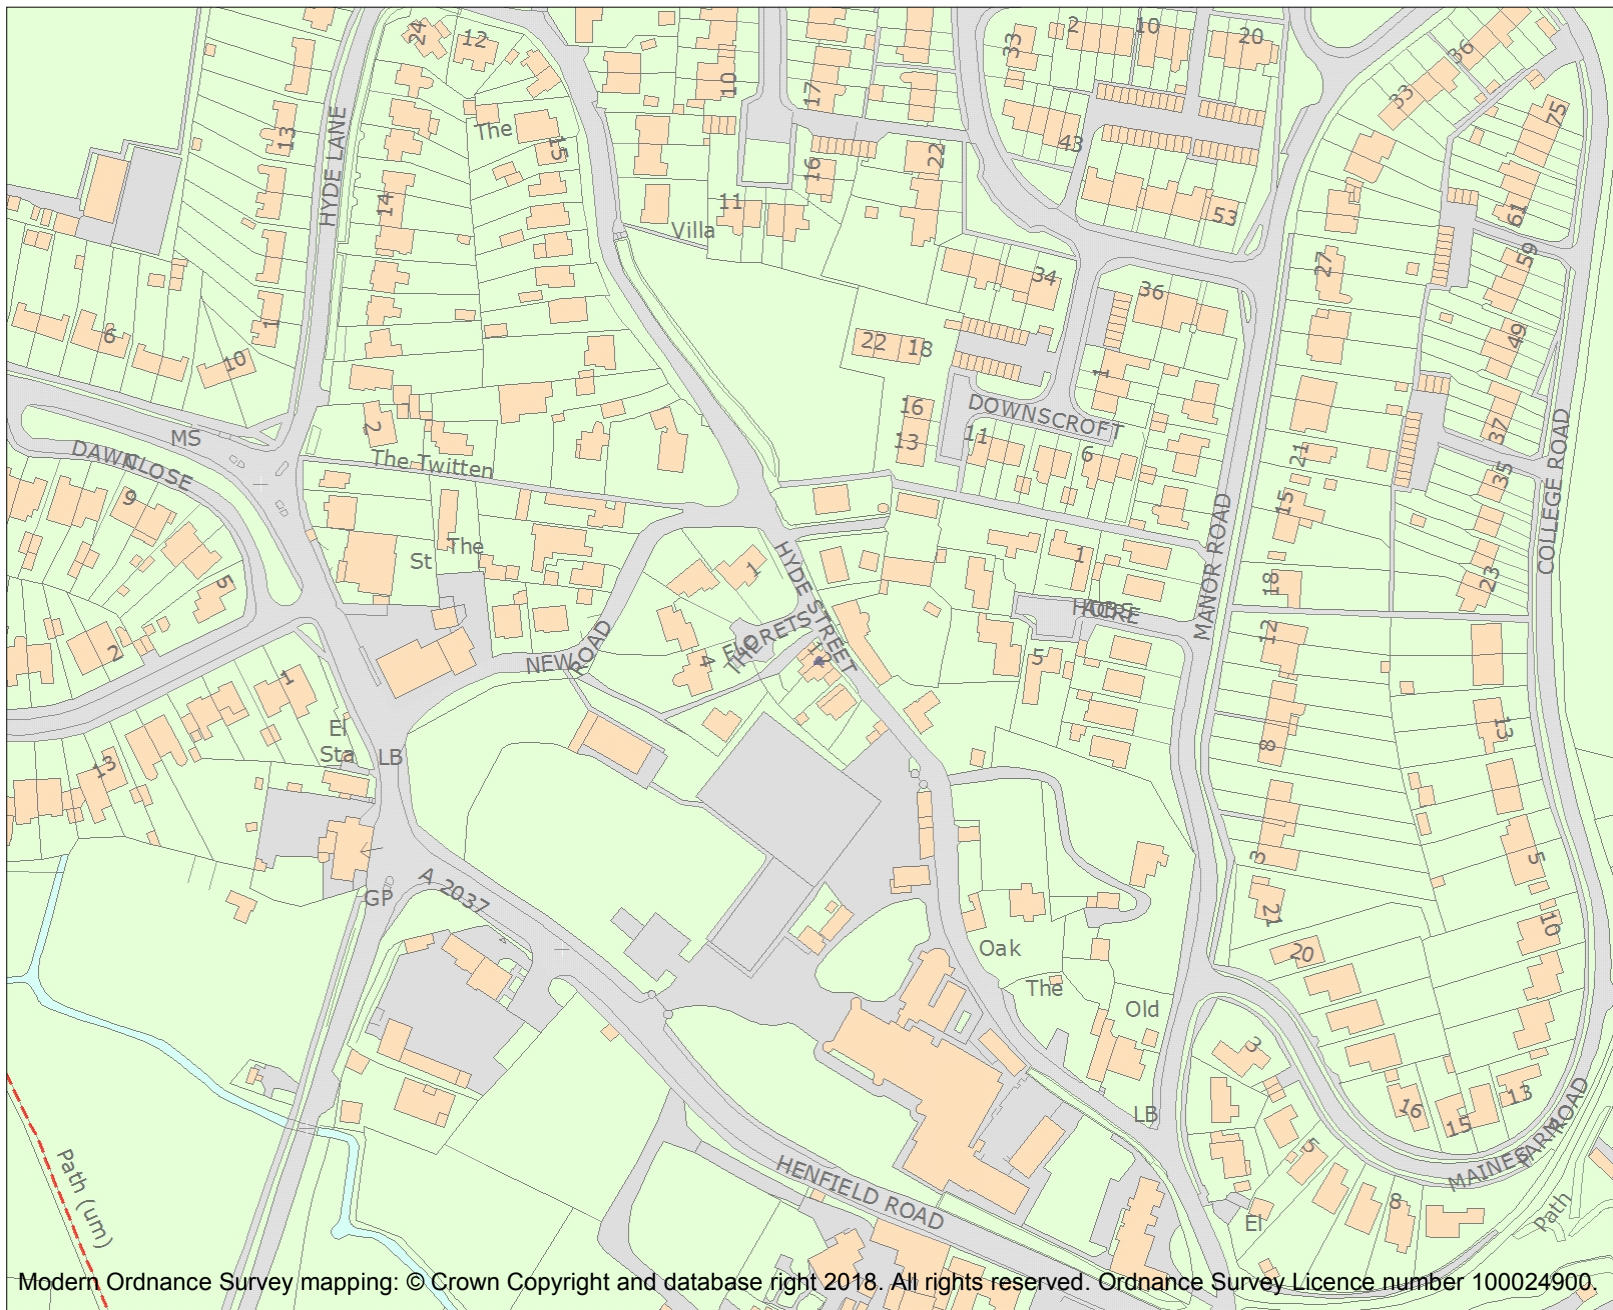 24
12
33
2
10
20
36
33
75
HYDE LANE
13
The
15
10
17
43
14
16
22
11
Villa
53
61
59
34
27
36
6
1
10
22
18
49
1
MS
2
16
13
DOWNSCROFT
11
6
37
DAWN CLOSE
The Twitten
9
21
15
35
COLLEGE ROAD
St
The
HYDE STREET
1
1
MANOR ROAD
18
23
5
2
NEW ROAD
THE FLORETS
4
12
5
HOBBS ACRE
12
1
El
Sta
LB
13
8
13
3
5
GP
A 2037
21
20
10
Oak
The
Old
3
16
15
13
LB
MAINES FARM ROAD
5
8
El
Path
HENFIELD ROAD
Path (um)
Modern Ordnance Survey mapping: © Crown Copyright and database right 2018. All rights reserved. Ordnance Survey Licence number 100024900.